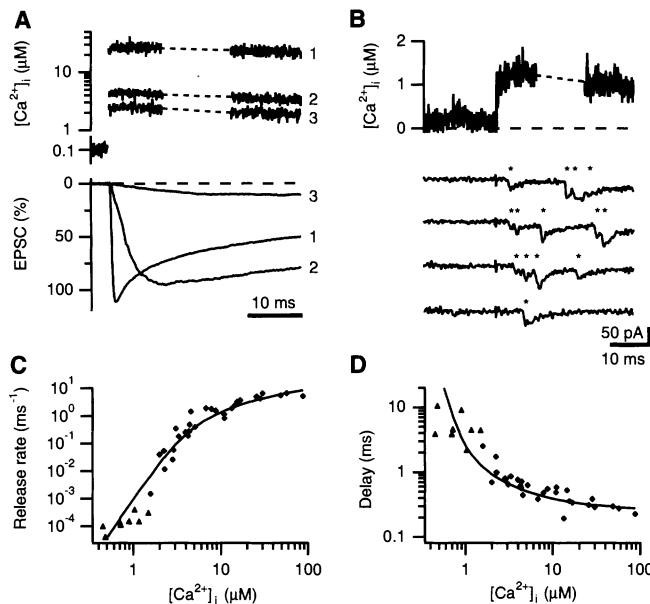 A
[Ca²⁺]ᵢ (µM)
10
1
0.1
1
2
3
EPSC (%)
0
50
100
3
1
2
10 ms
B
[Ca²⁺]ᵢ (µM)
2
1
0
* * * *
** * **
* * * *
*
50 pA
10 ms
C
Release rate (ms⁻¹)
10¹
10⁰
10⁻¹
10⁻²
10⁻³
10⁻⁴
1 10 100
[Ca²⁺]ᵢ (µM)
D
Delay (ms)
10
1
0.1
1 10 100
[Ca²⁺]ᵢ (µM)